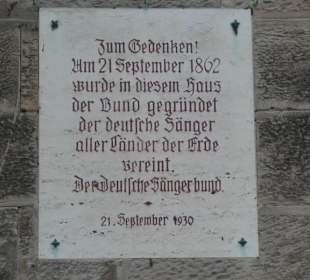 Zum Gedenken!
Am 21 September 1862
wurde in diesem Haus
der Bund gegründet
der deutsche Sänger
aller Länder der Erde
vereint.
Der Deutsche Sängerbund
21. September 1930